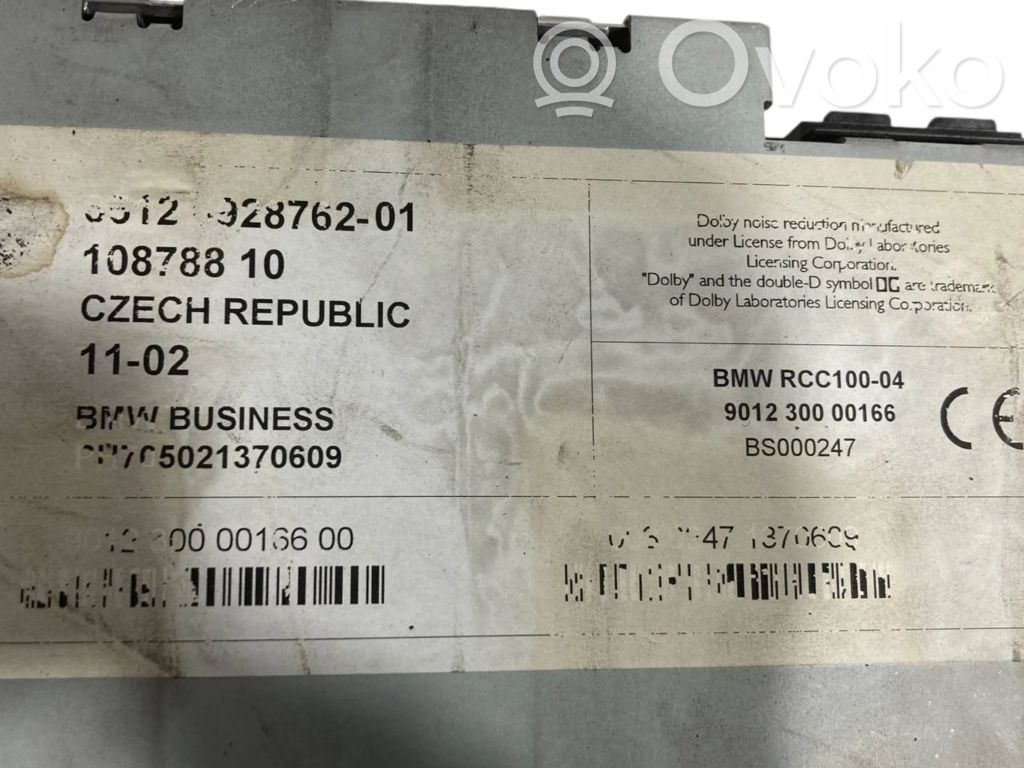 Ovoko
928762-01
108788 10
CZECH REPUBLIC
11-02
BMW BUSINESS
Dolby noise reduction manufactured
under License from Dolby Laboratories
Licensing Corporation.
"Dolby" and the double-D symbol are trademarks
of Dolby Laboratories Licensing Corporation.
BMW RCC100-04
9012 300 00166
BS000247
CE
00166 00